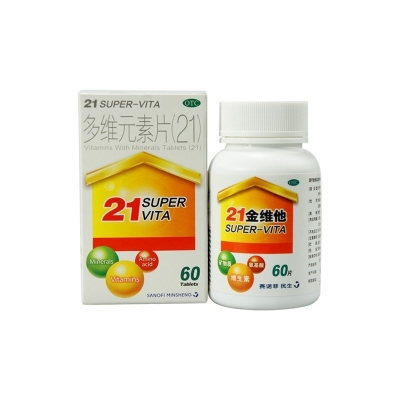 21 SUPER-VITA
OTC
多维元素片(21)
Vitamins With Minerals Tablets (21)
21 SUPER
VITA
Minerals
Amino
acid
Vitamins
60
Tablets
SANOFI MINSHENG
OTC
21金维他
SUPER-VITA
矿物质
氨基酸
维生素
60片
赛诺菲 民生